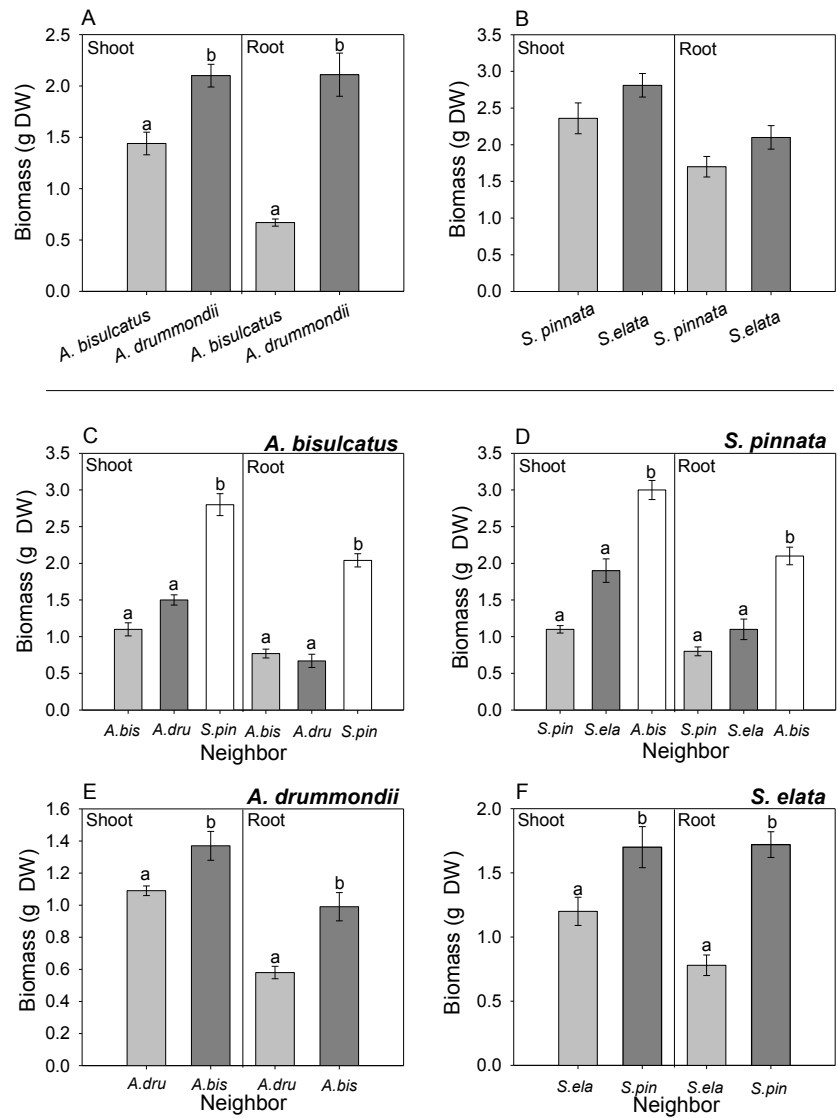 A
Shoot
Root
a
b
a
b
Biomass (g DW)
2.5
2.0
1.5
1.0
0.5
0.0
A. bisulcatus
A. drummondii
A. bisulcatus
A. drummondii
B
Shoot
Root
Biomass (g DW)
3.5
3.0
2.5
2.0
1.5
1.0
0.5
0.0
S. pinnata
S.elata
S. pinnata
S.elata
C
A. bisulcatus
Shoot
Root
a
a
b
a
a
b
Biomass (g DW)
3.5
3.0
2.5
2.0
1.5
1.0
0.5
0.0
A.bis
A.dru
S.pin
A.bis
A.dru
S.pin
Neighbor
D
S. pinnata
Shoot
Root
a
a
b
a
a
b
Biomass (g DW)
3.5
3.0
2.5
2.0
1.5
1.0
0.5
0.0
S.pin
S.ela
A.bis
S.pin
S.ela
A.bis
Neighbor
E
A. drummondii
Shoot
Root
a
b
a
b
Biomass (g DW)
1.6
1.4
1.2
1.0
0.8
0.6
0.4
0.2
0.0
A.dru
A.bis
A.dru
A.bis
Neighbor
F
S. elata
Shoot
Root
a
b
a
b
Biomass (g DW)
2.0
1.5
1.0
0.5
0.0
S.ela
S.pin
S.ela
S.pin
Neighbor